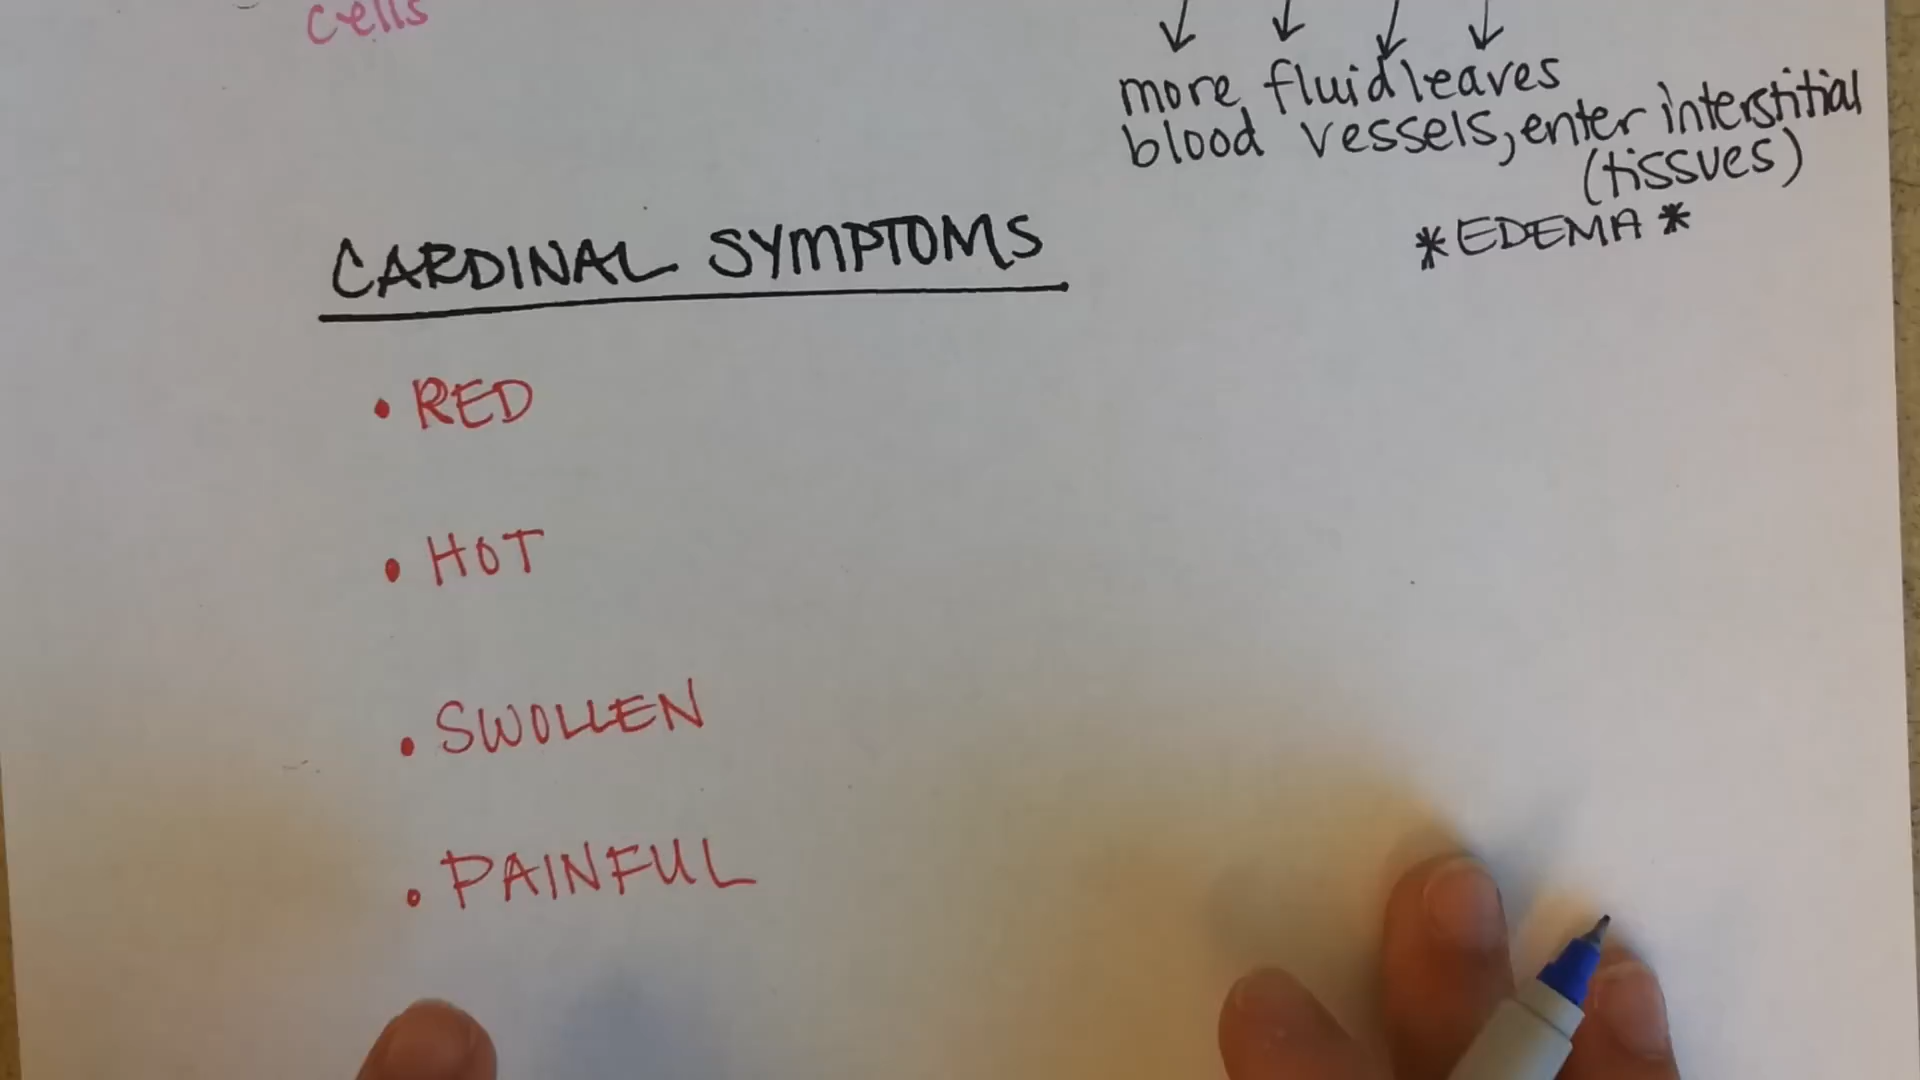 cells
more fluid leaves
blood vessels, enter interstitial
(tissues)
*EDEMA*
CARDINAL SYMPTOMS
• RED
• HOT
• SWOLLEN
• PAINFUL